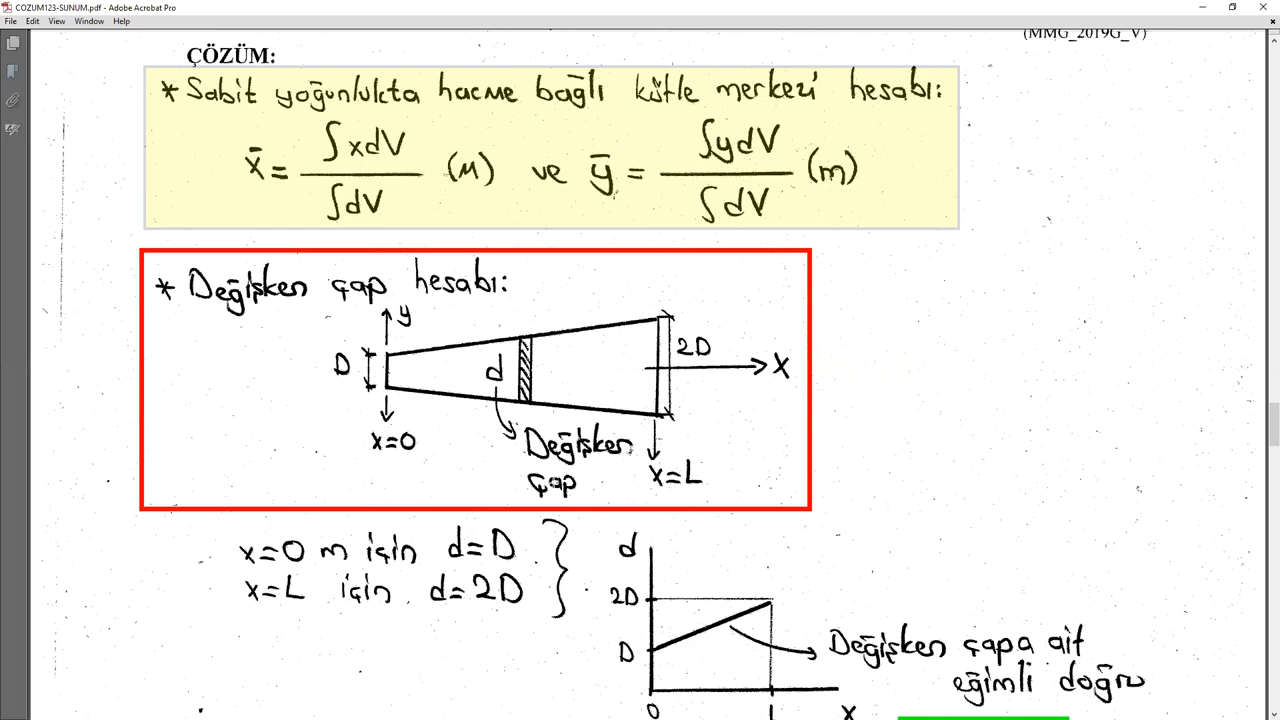 COZUM123-SUNUM.pdf - Adobe Acrobat Pro
File Edit View Window Help
(MMG_2019G_V)
ÇÖZÜM:
* Sabit yoğunlukta hacme bağlı kütle merkezi hesabı:
x̄ = ∫xdV / ∫dV (m) ve ȳ = ∫ydV / ∫dV (m)
* Değişken çap hesabı:
y
D
d
2D
X
x=0
Değişken
çap
x=L
x=0 m için d=D
x=L için d=2D
d
2D
D
Değişken çapa ait
eğimli doğru
0
L
X